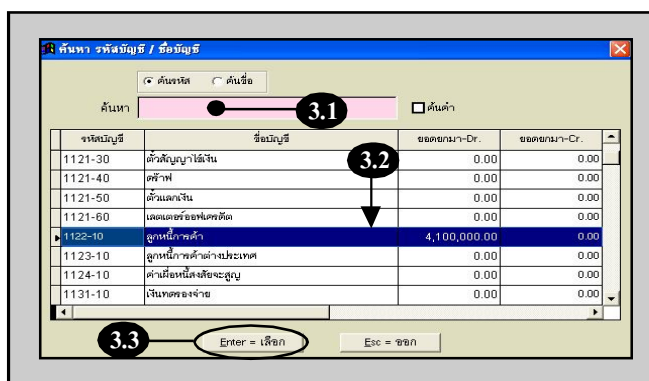 ค้นหา รหัสบัญชี / ชื่อบัญชี
ค้นรหัส ค้นชื่อ
ค้นหา 3.1 ค้นคำ
รหัสบัญชี ชื่อบัญชี ยอดยกมา-Dr. ยอดยกมา-Cr.
1121-30 ตั๋วสัญญาใช้เงิน 0.00 0.00
3.2
1121-40 ดร๊าฟ 0.00 0.00
1121-50 ตั๋วแลกเงิน 0.00 0.00
1121-60 เลตเตอร์ออฟเครดิต 0.00 0.00
1122-10 ลูกหนี้การค้า 4,100,000.00 0.00
1123-10 ลูกหนี้การค้าต่างประเทศ 0.00 0.00
1124-10 ค่าเผื่อหนี้สงสัยจะสูญ 0.00 0.00
1131-10 เงินทดรองจ่าย 0.00 0.00
3.3 Enter = เลือก Esc = ออก